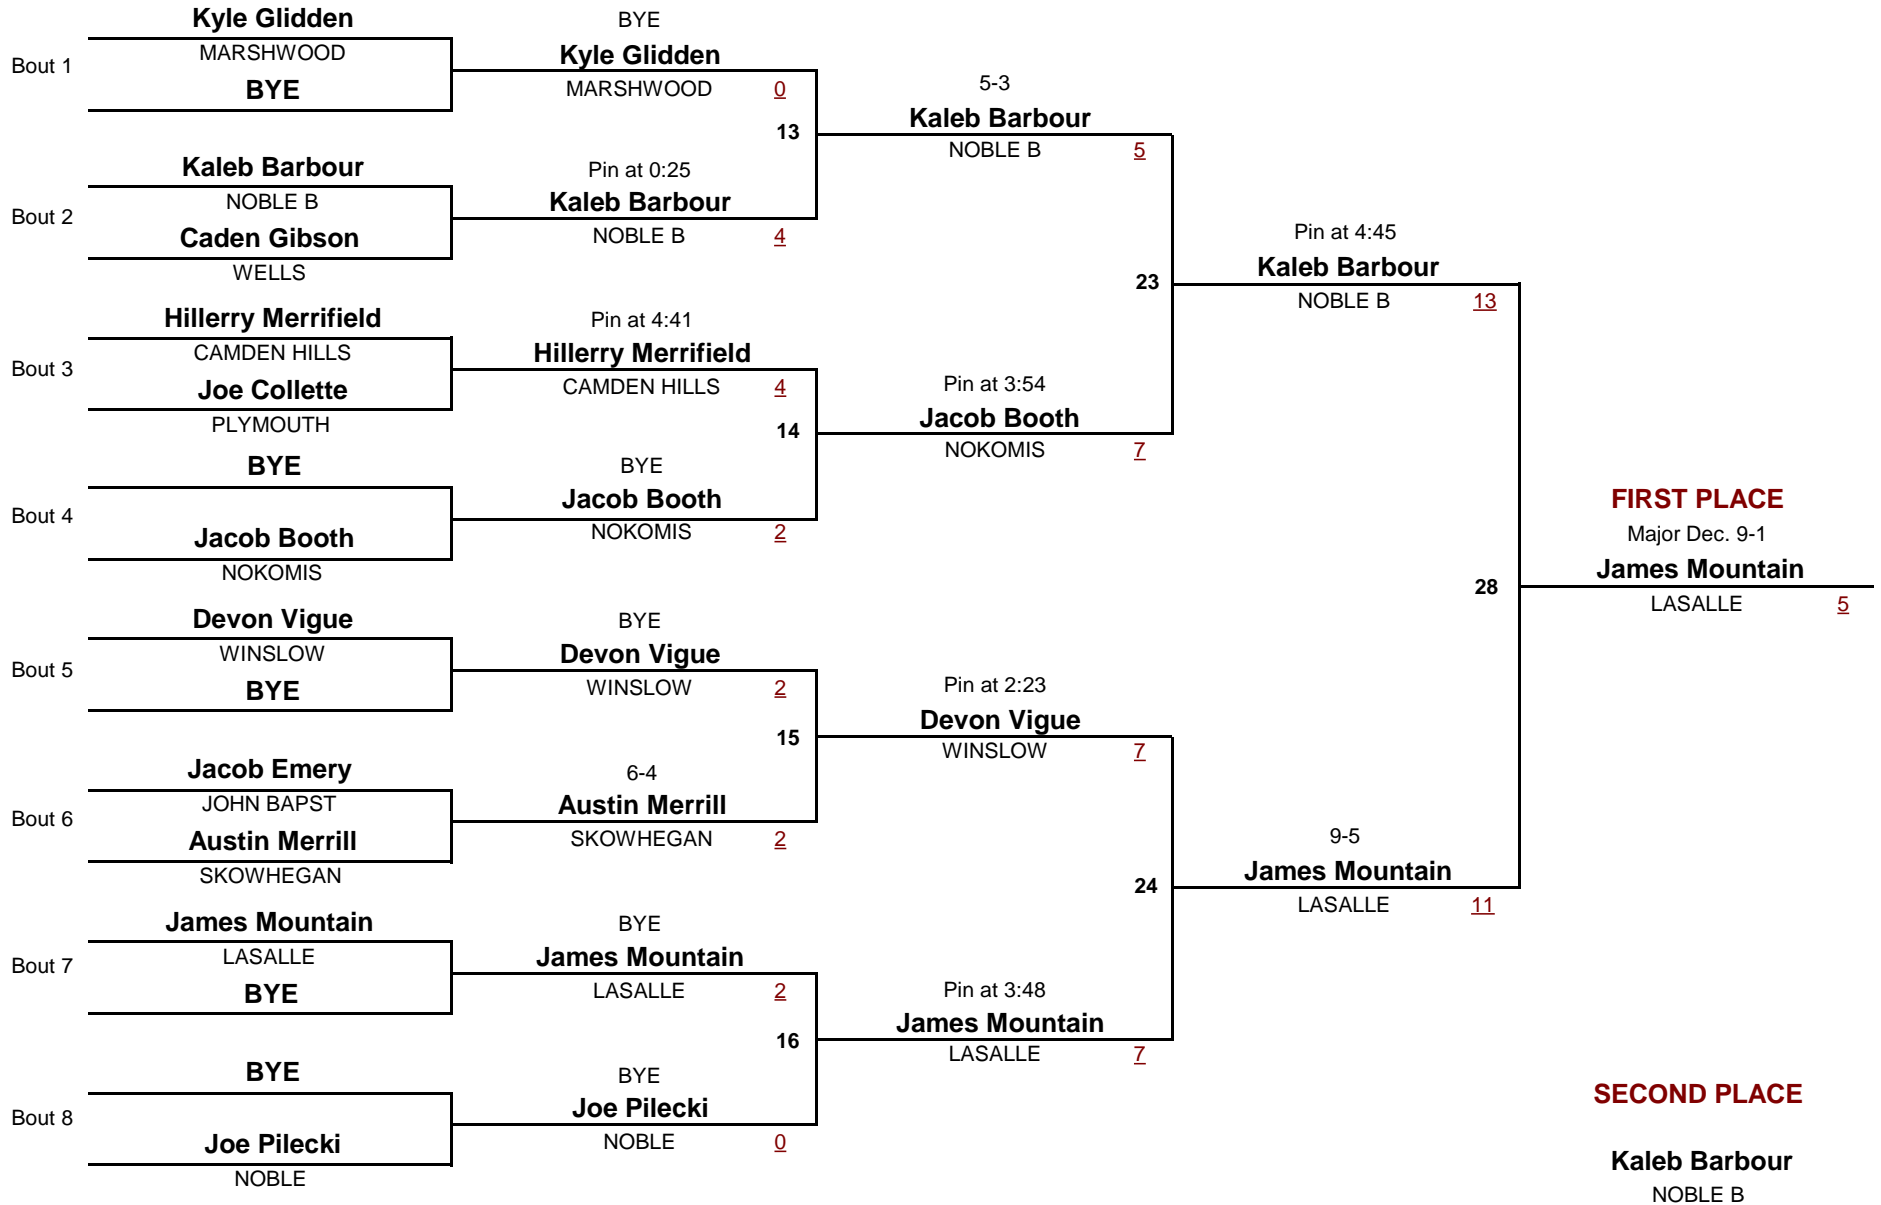 Kyle Glidden
Bout 1
MARSHWOOD
BYE
Kaleb Barbour
Bout 2
NOBLE B
Caden Gibson
WELLS
Hillerry Merrifield
Bout 3
CAMDEN HILLS
Joe Collette
PLYMOUTH
BYE
Bout 4
Jacob Booth
NOKOMIS
Devon Vigue
Bout 5
WINSLOW
BYE
Jacob Emery
Bout 6
JOHN BAPST
Austin Merrill
SKOWHEGAN
James Mountain
Bout 7
LASALLE
BYE
BYE
Bout 8
Joe Pilecki
NOBLE
BYE
Kyle Glidden
MARSHWOOD 0
13
Pin at 0:25
Kaleb Barbour
NOBLE B 4
Pin at 4:41
Hillerry Merrifield
CAMDEN HILLS 4
14
BYE
Jacob Booth
NOKOMIS 2
BYE
Devon Vigue
WINSLOW 2
15
6-4
Austin Merrill
SKOWHEGAN 2
BYE
James Mountain
LASALLE 2
16
BYE
Joe Pilecki
NOBLE 0
5-3
Kaleb Barbour
NOBLE B 5
23
Pin at 3:54
Jacob Booth
NOKOMIS 7
Pin at 2:23
Devon Vigue
WINSLOW 7
24
Pin at 3:48
James Mountain
LASALLE 7
Pin at 4:45
Kaleb Barbour
NOBLE B 13
28
9-5
James Mountain
LASALLE 11
FIRST PLACE
Major Dec. 9-1
James Mountain
LASALLE 5
SECOND PLACE
Kaleb Barbour
NOBLE B